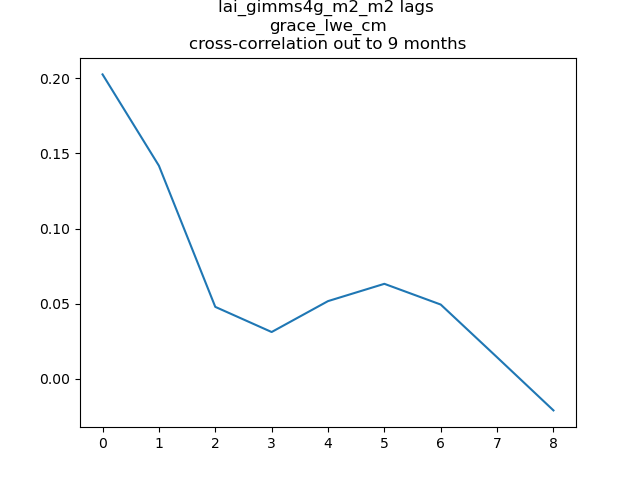 lai_gimms4g_m2_m2 lags
grace_lwe_cm
cross-correlation out to 9 months
0.20
0.15
0.10
0.05
0.00
0 1 2 3 4 5 6 7 8